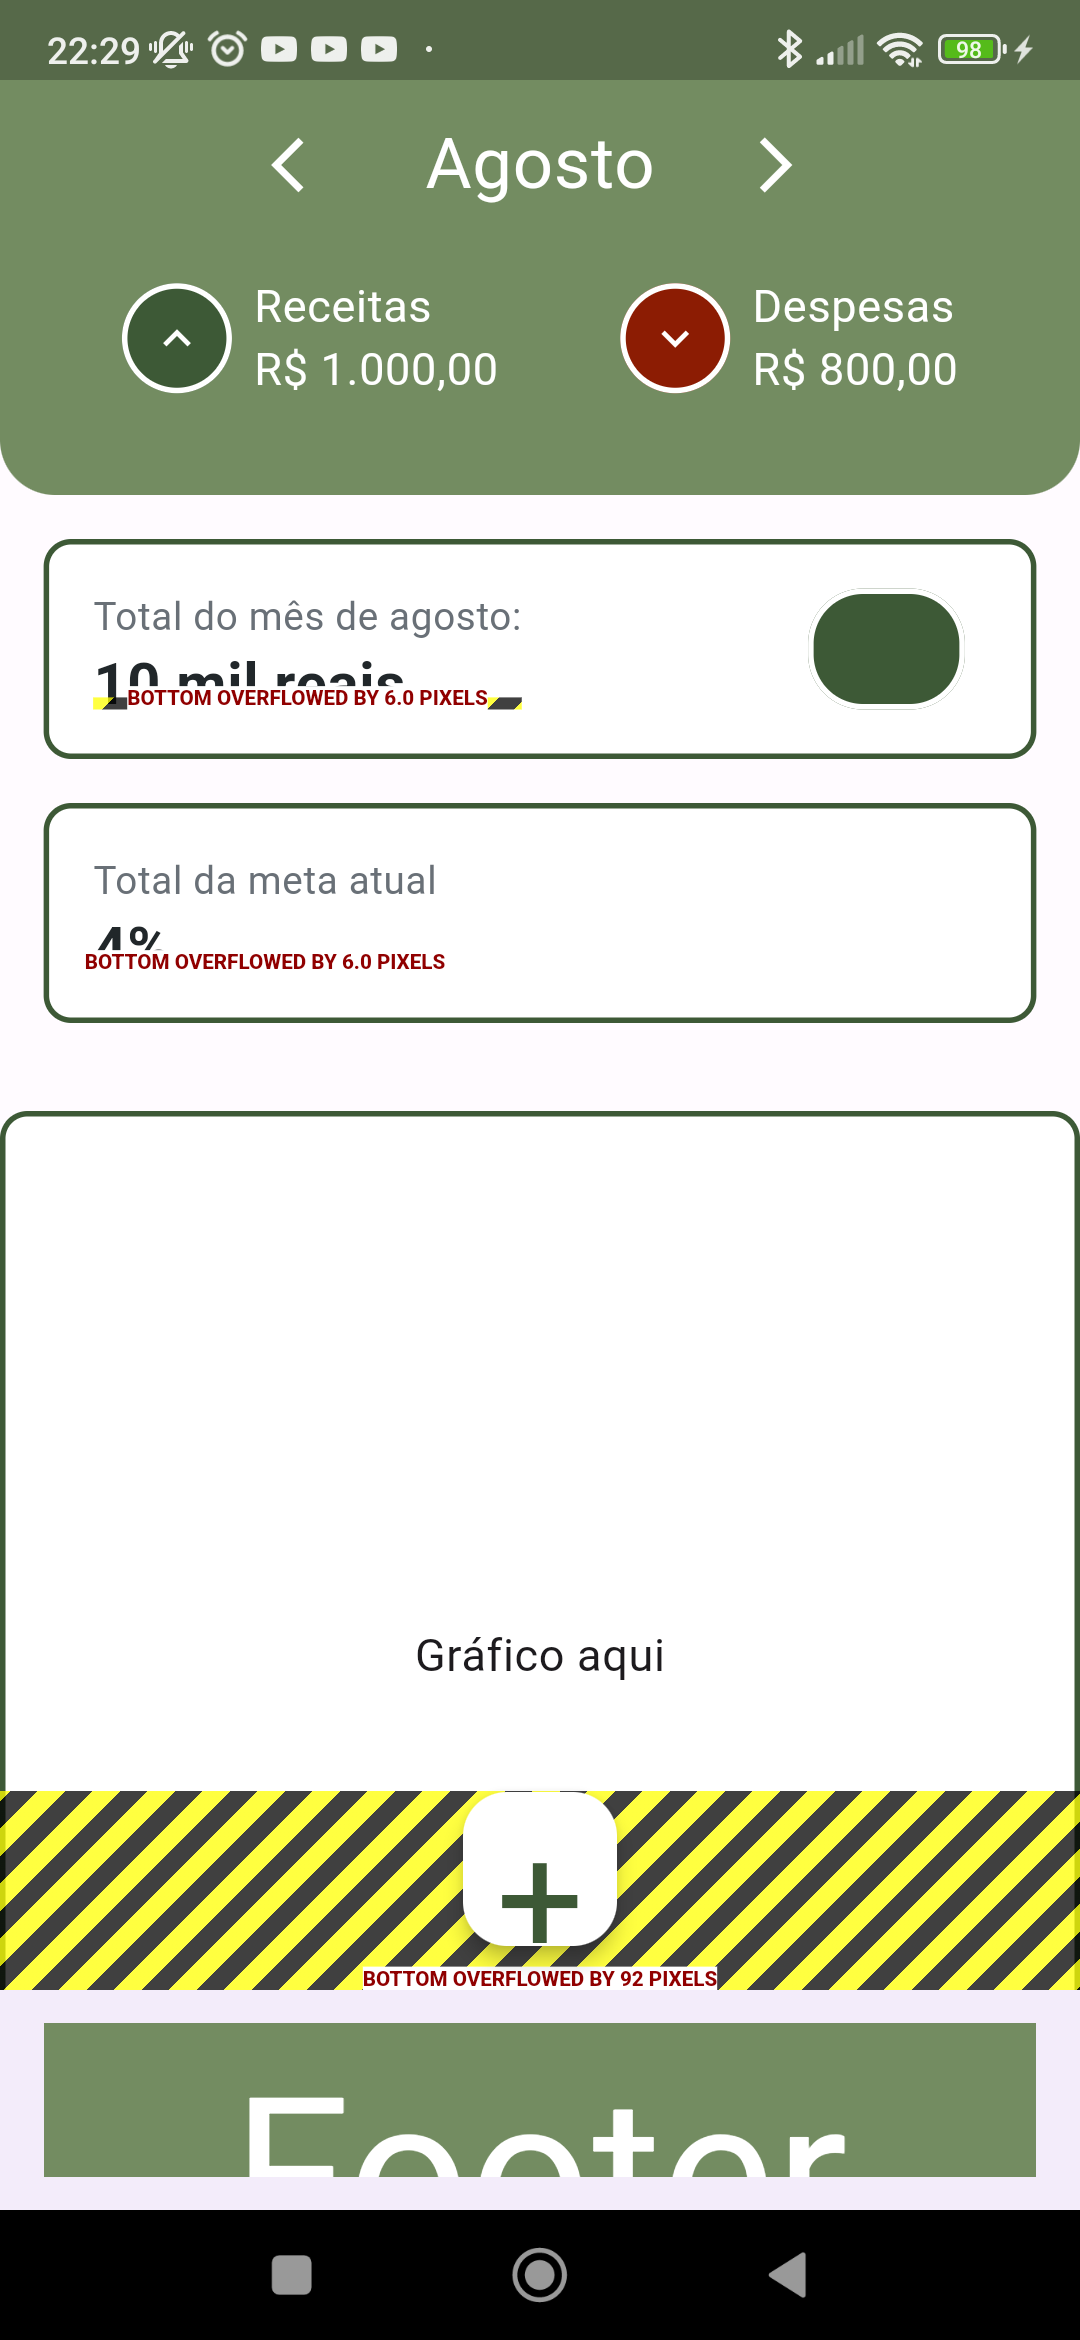 22:29
98
Agosto
Receitas
R$ 1.000,00
Despesas
R$ 800,00
Total do mês de agosto:
10 mil reais
BOTTOM OVERFLOWED BY 6.0 PIXELS
Total da meta atual
4%
BOTTOM OVERFLOWED BY 6.0 PIXELS
Gráfico aqui
BOTTOM OVERFLOWED BY 92 PIXELS
Footer